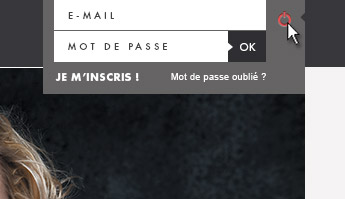 E-MAIL
MOT DE PASSE OK
JE M'INSCRIS ! Mot de passe oublié ?